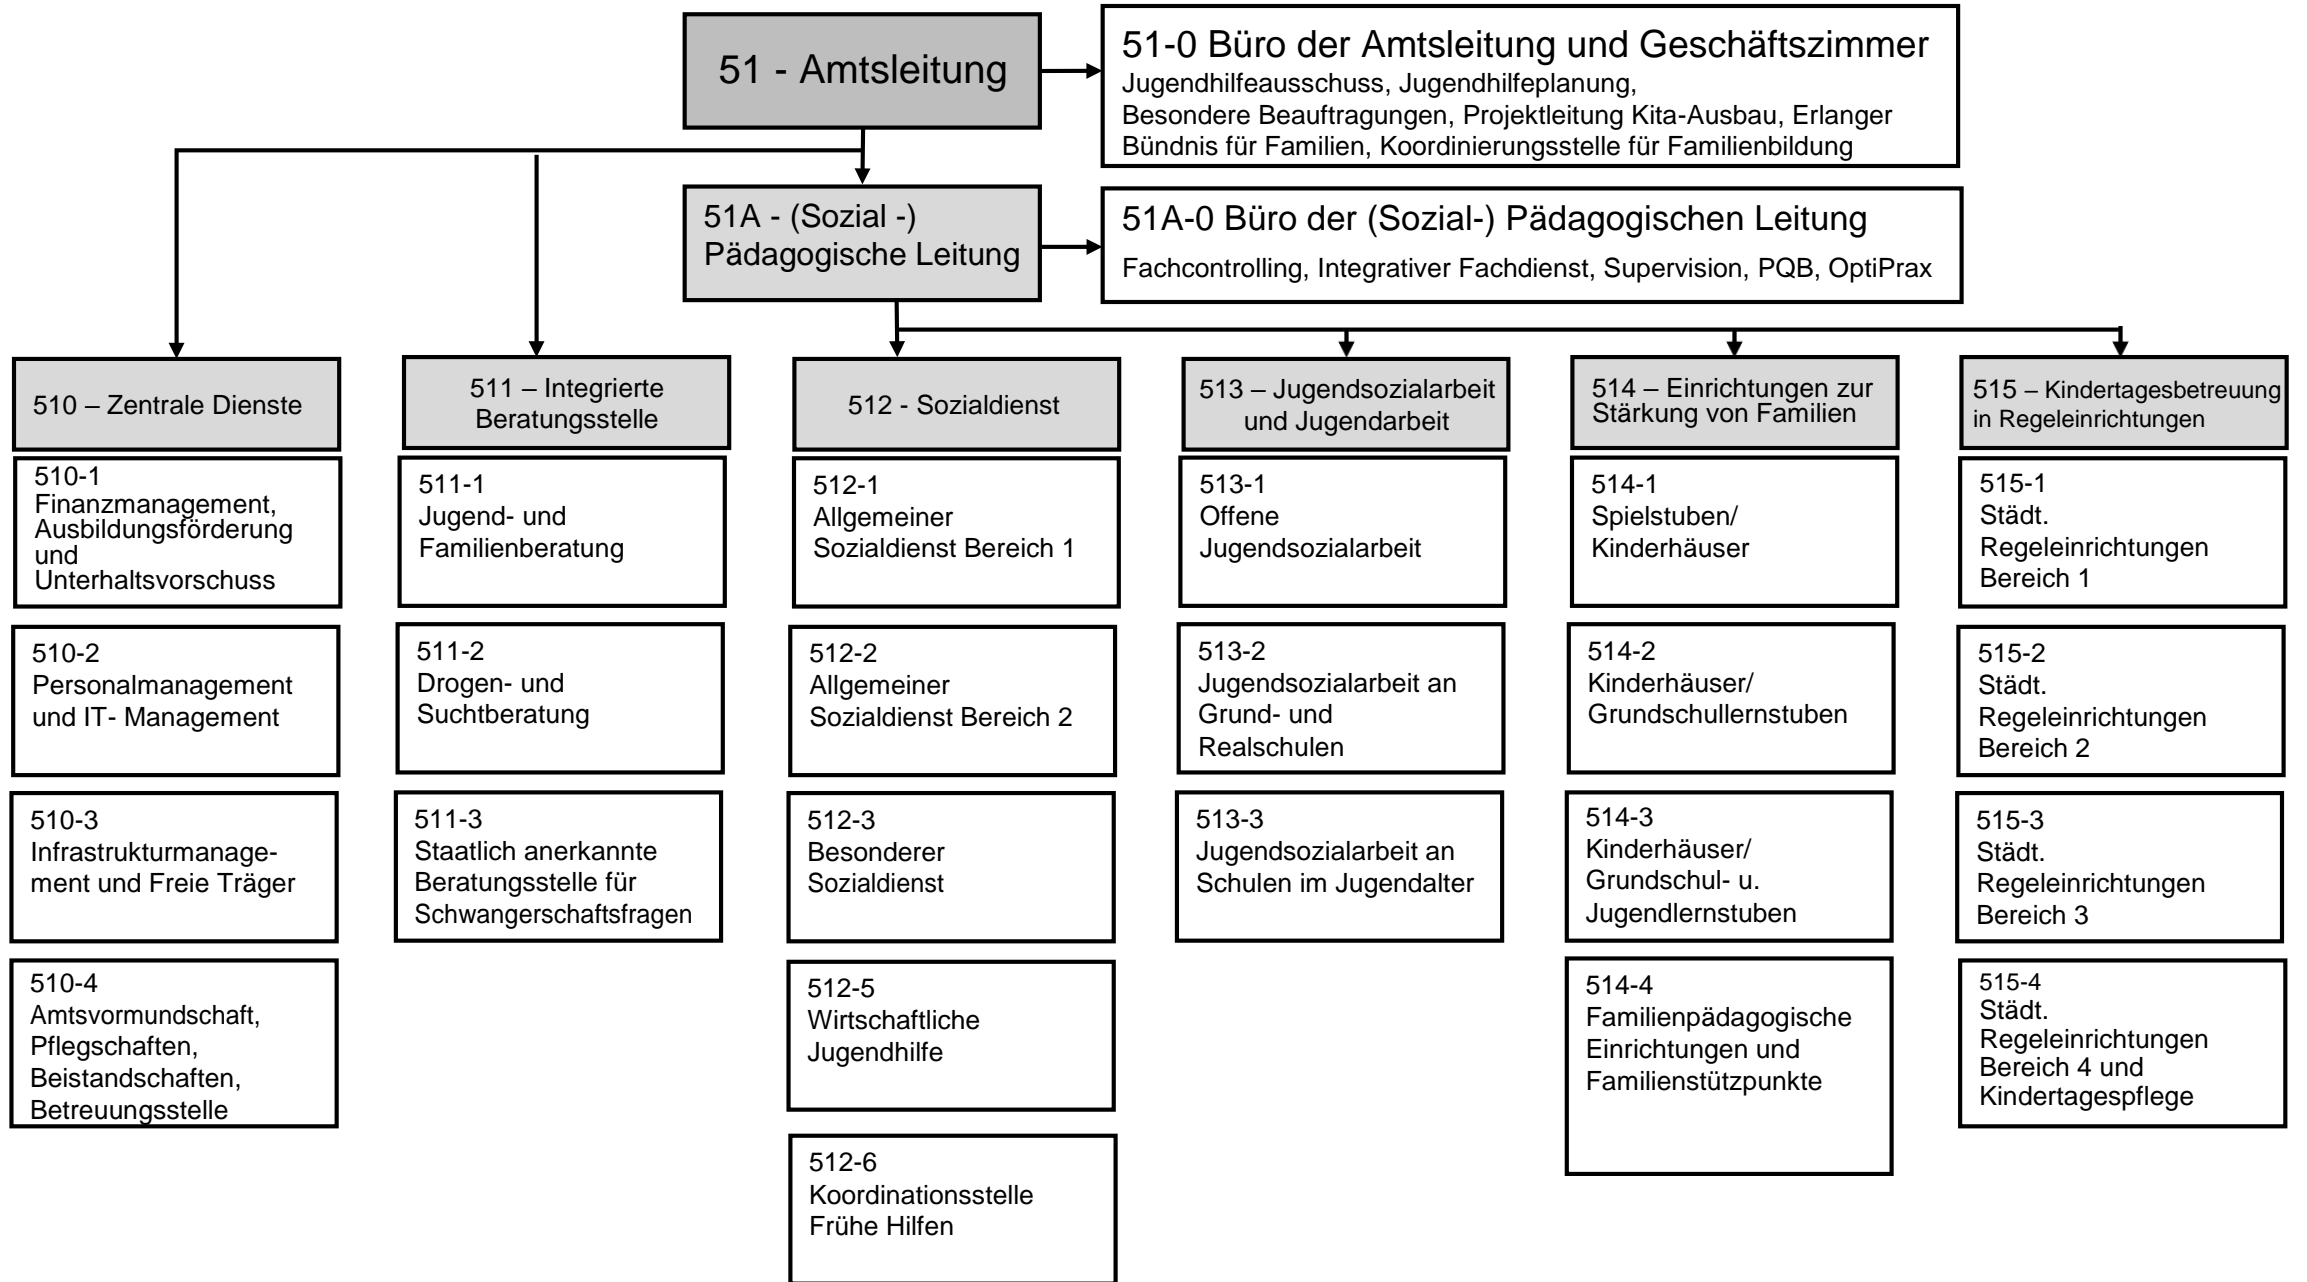 51 - Amtsleitung
51-0 Büro der Amtsleitung und Geschäftszimmer
Jugendhilfeausschuss, Jugendhilfeplanung,
Besondere Beauftragungen, Projektleitung Kita-Ausbau, Erlanger
Bündnis für Familien, Koordinierungsstelle für Familienbildung
51A - (Sozial -)
Pädagogische Leitung
51A-0 Büro der (Sozial-) Pädagogischen Leitung
Fachcontrolling, Integrativer Fachdienst, Supervision, PQB, OptiPrax
510 – Zentrale Dienste
510-1
Finanzmanagement,
Ausbildungsförderung
und
Unterhaltsvorschuss
510-2
Personalmanagement
und IT- Management
510-3
Infrastrukturmanage-
ment und Freie Träger
510-4
Amtsvormundschaft,
Pflegschaften,
Beistandschaften,
Betreuungsstelle
511 – Integrierte
Beratungsstelle
511-1
Jugend- und
Familienberatung
511-2
Drogen- und
Suchtberatung
511-3
Staatlich anerkannte
Beratungsstelle für
Schwangerschaftsfragen
512 - Sozialdienst
512-1
Allgemeiner
Sozialdienst Bereich 1
512-2
Allgemeiner
Sozialdienst Bereich 2
512-3
Besonderer
Sozialdienst
512-5
Wirtschaftliche
Jugendhilfe
512-6
Koordinationsstelle
Frühe Hilfen
513 – Jugendsozialarbeit
und Jugendarbeit
513-1
Offene
Jugendsozialarbeit
513-2
Jugendsozialarbeit an
Grund- und
Realschulen
513-3
Jugendsozialarbeit an
Schulen im Jugendalter
514 – Einrichtungen zur
Stärkung von Familien
514-1
Spielstuben/
Kinderhäuser
514-2
Kinderhäuser/
Grundschullernstuben
514-3
Kinderhäuser/
Grundschul- u.
Jugendlernstuben
514-4
Familienpädagogische
Einrichtungen und
Familienstützpunkte
515 – Kindertagesbetreuung
in Regeleinrichtungen
515-1
Städt.
Regeleinrichtungen
Bereich 1
515-2
Städt.
Regeleinrichtungen
Bereich 2
515-3
Städt.
Regeleinrichtungen
Bereich 3
515-4
Städt.
Regeleinrichtungen
Bereich 4 und
Kindertagespflege